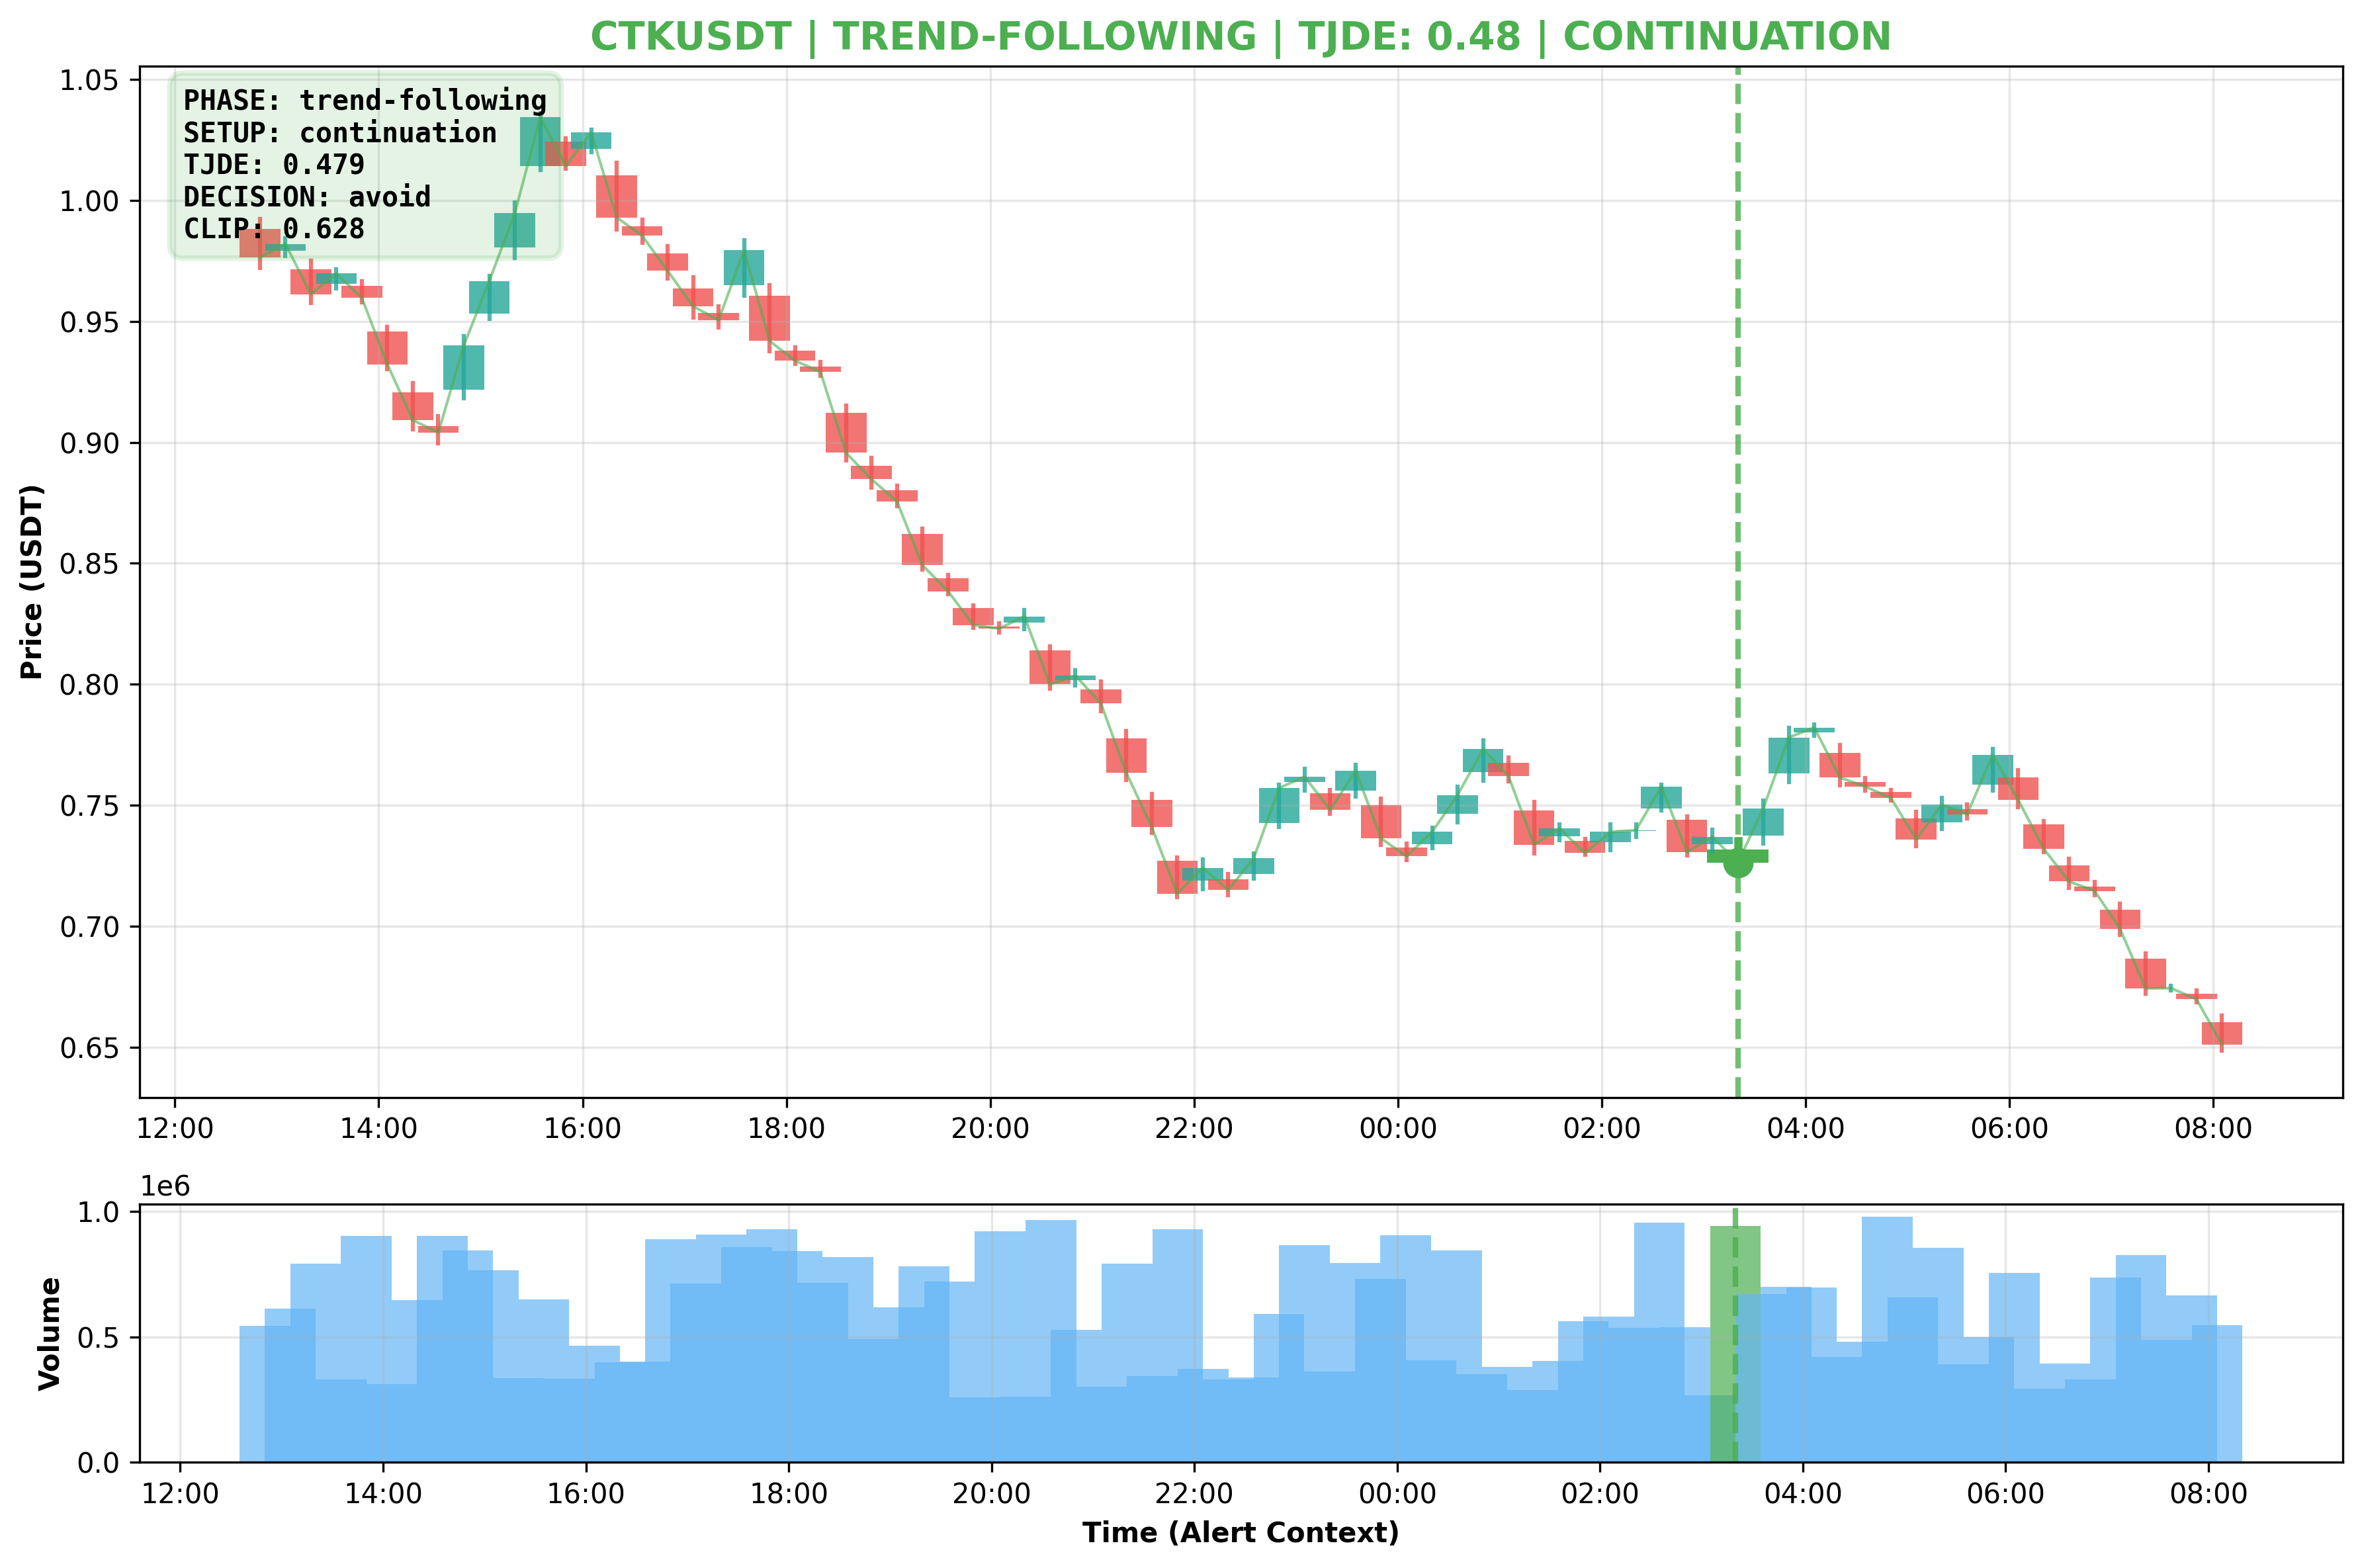 CTKUSDT | TREND-FOLLOWING | TJDE: 0.48 | CONTINUATION
PHASE: trend-following
SETUP: continuation
TJDE: 0.479
DECISION: avoid
CLIP: 0.628
Price (USDT)
1.05
1.00
0.95
0.90
0.85
0.80
0.75
0.70
0.65
12:00 14:00 16:00 18:00 20:00 22:00 00:00 02:00 04:00 06:00 08:00
1e6
Volume
1.0
0.5
0.0
12:00 14:00 16:00 18:00 20:00 22:00 00:00 02:00 04:00 06:00 08:00
Time (Alert Context)